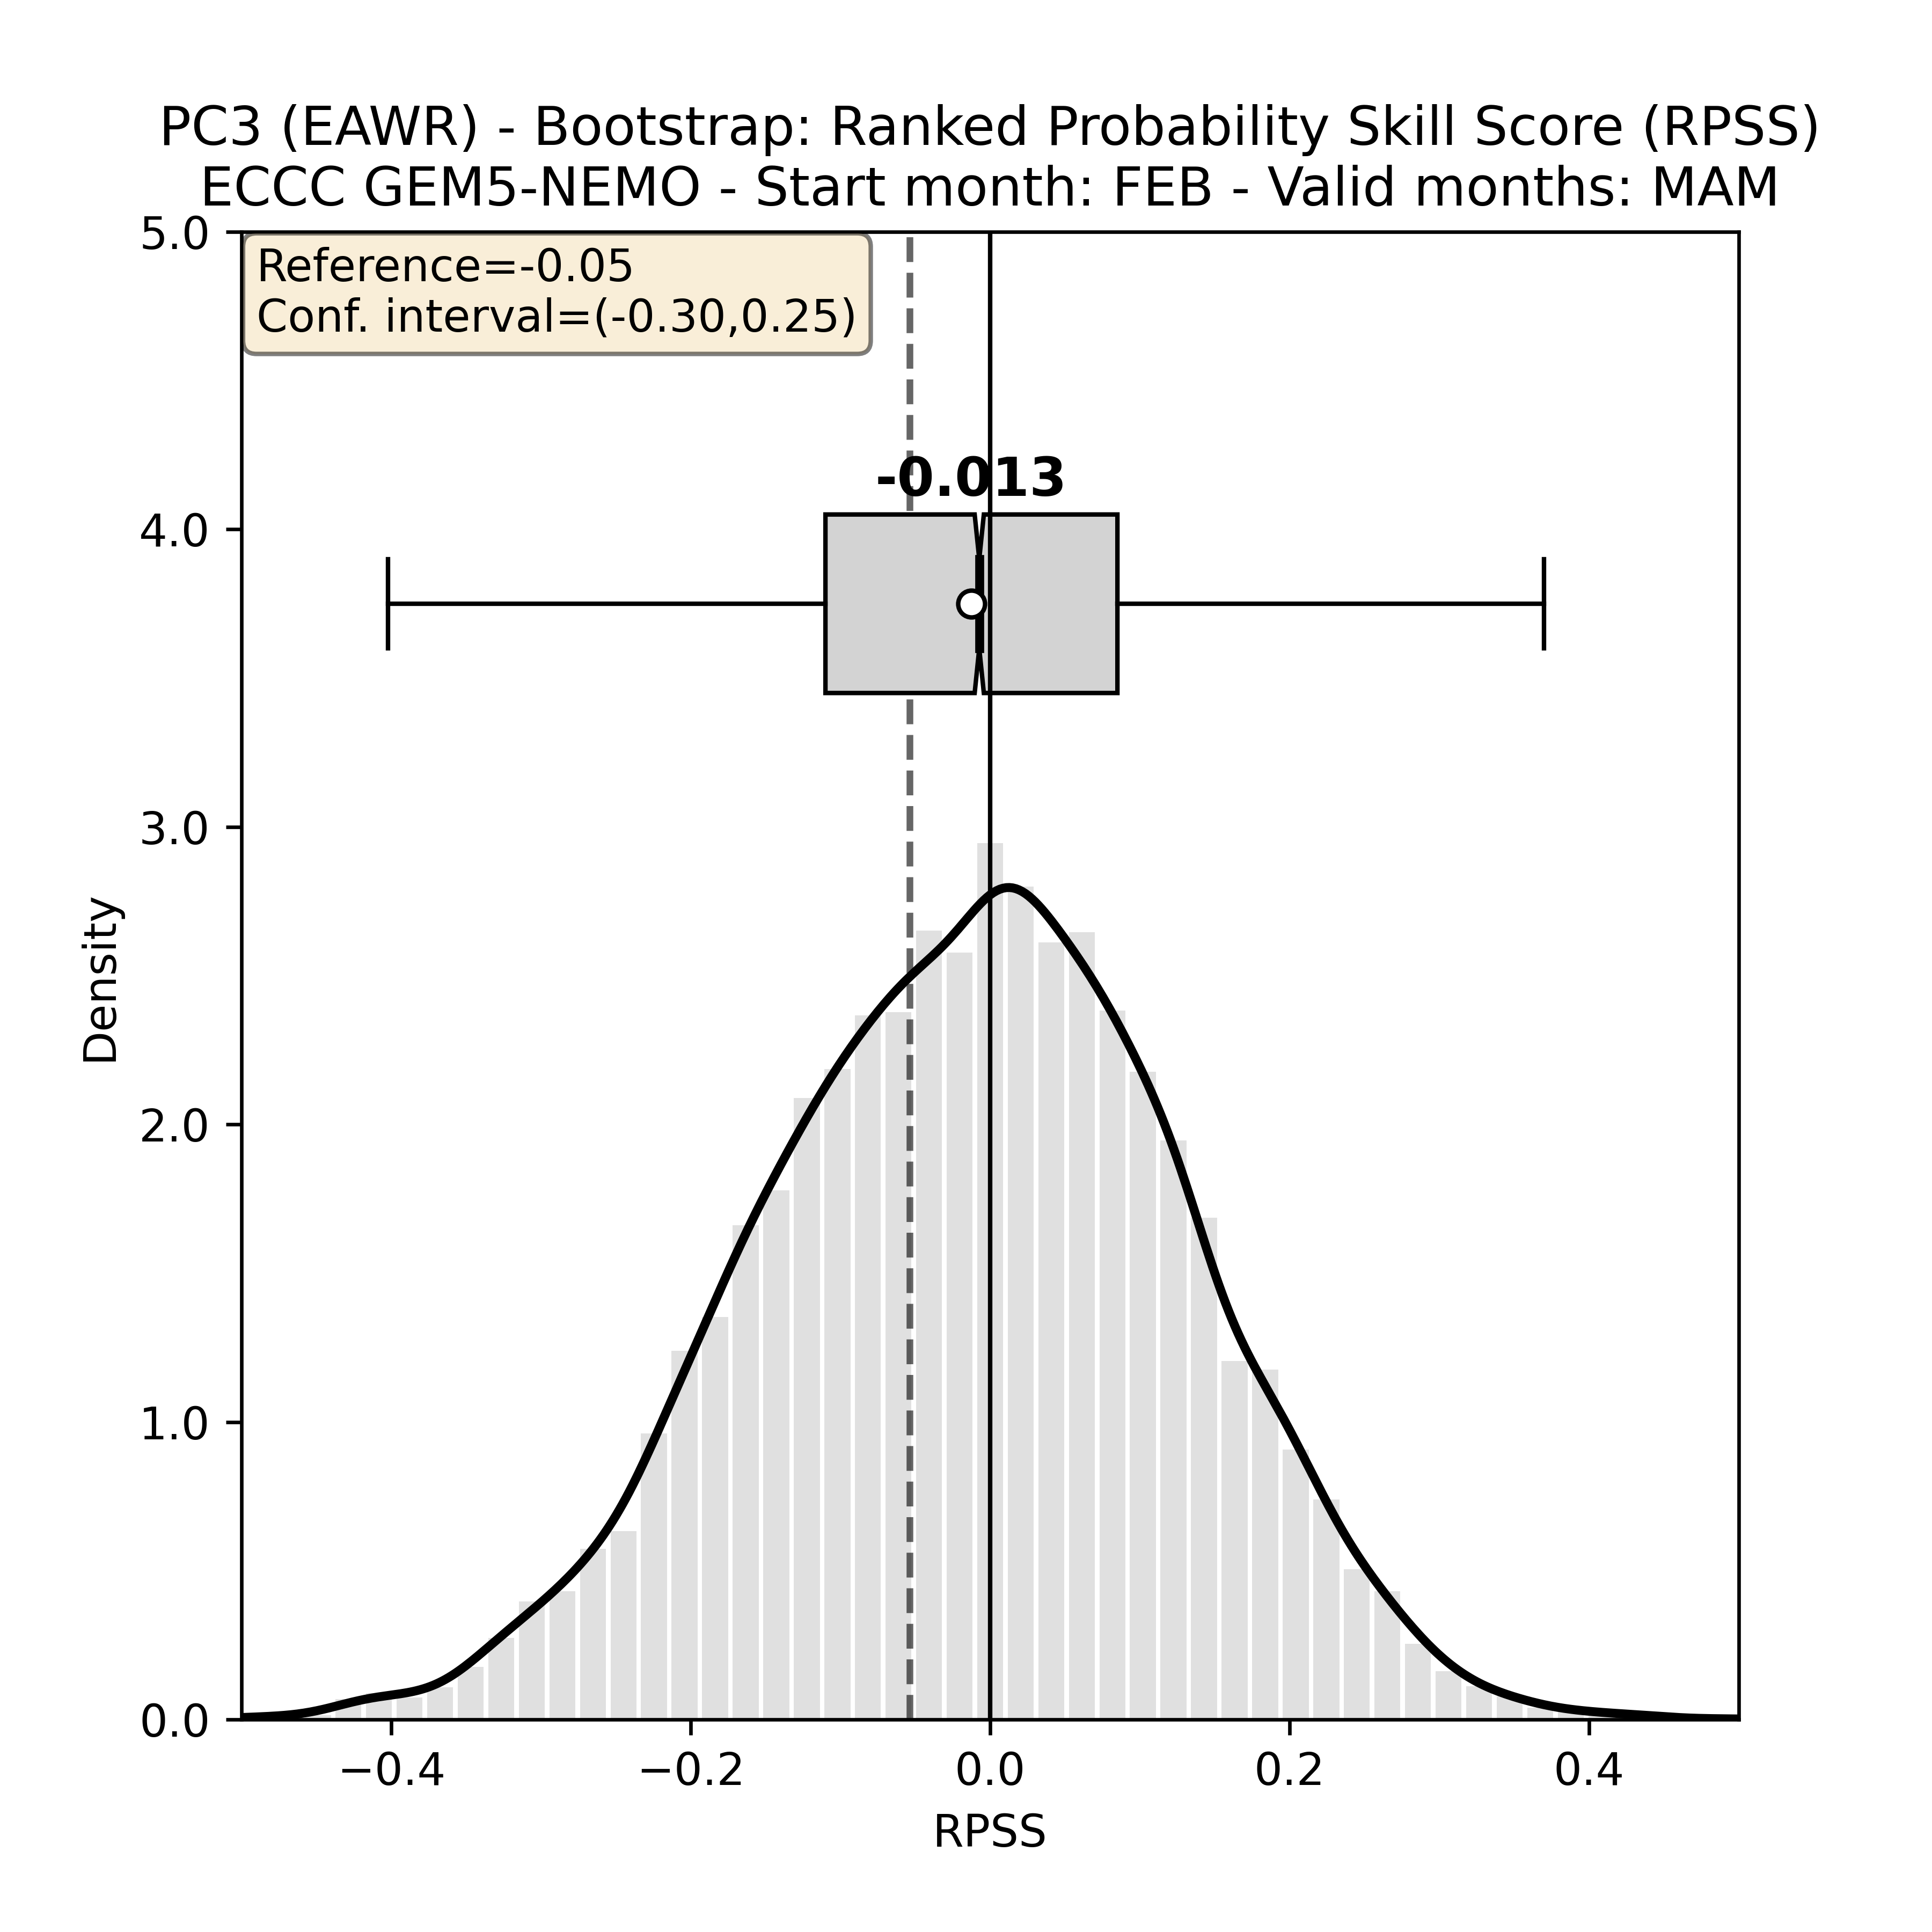 PC3 (EAWR) - Bootstrap: Ranked Probability Skill Score (RPSS)
ECCC GEM5-NEMO - Start month: FEB - Valid months: MAM
Reference=-0.05
Conf. interval=(-0.30,0.25)
-0.013
5.0
4.0
3.0
2.0
1.0
0.0
Density
−0.4
−0.2
0.0
0.2
0.4
RPSS